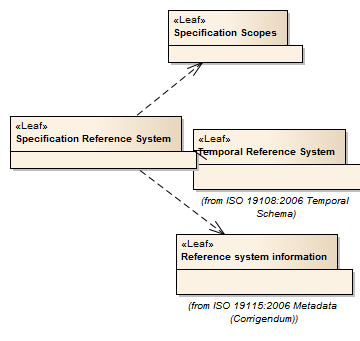 «Leaf»
Specification Scopes
«Leaf»
Specification Reference System
«Leaf»
Temporal Reference System
(from ISO 19108:2006 Temporal
Schema)
«Leaf»
Reference system information
(from ISO 19115:2006 Metadata
(Corrigendum))